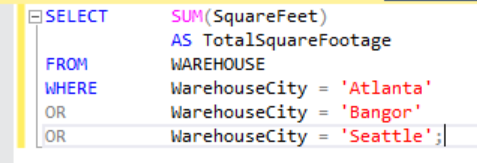 SELECT SUM(SquareFeet)
AS TotalSquareFootage
FROM WAREHOUSE
WHERE WarehouseCity = 'Atlanta'
OR WarehouseCity = 'Bangor'
OR WarehouseCity = 'Seattle';